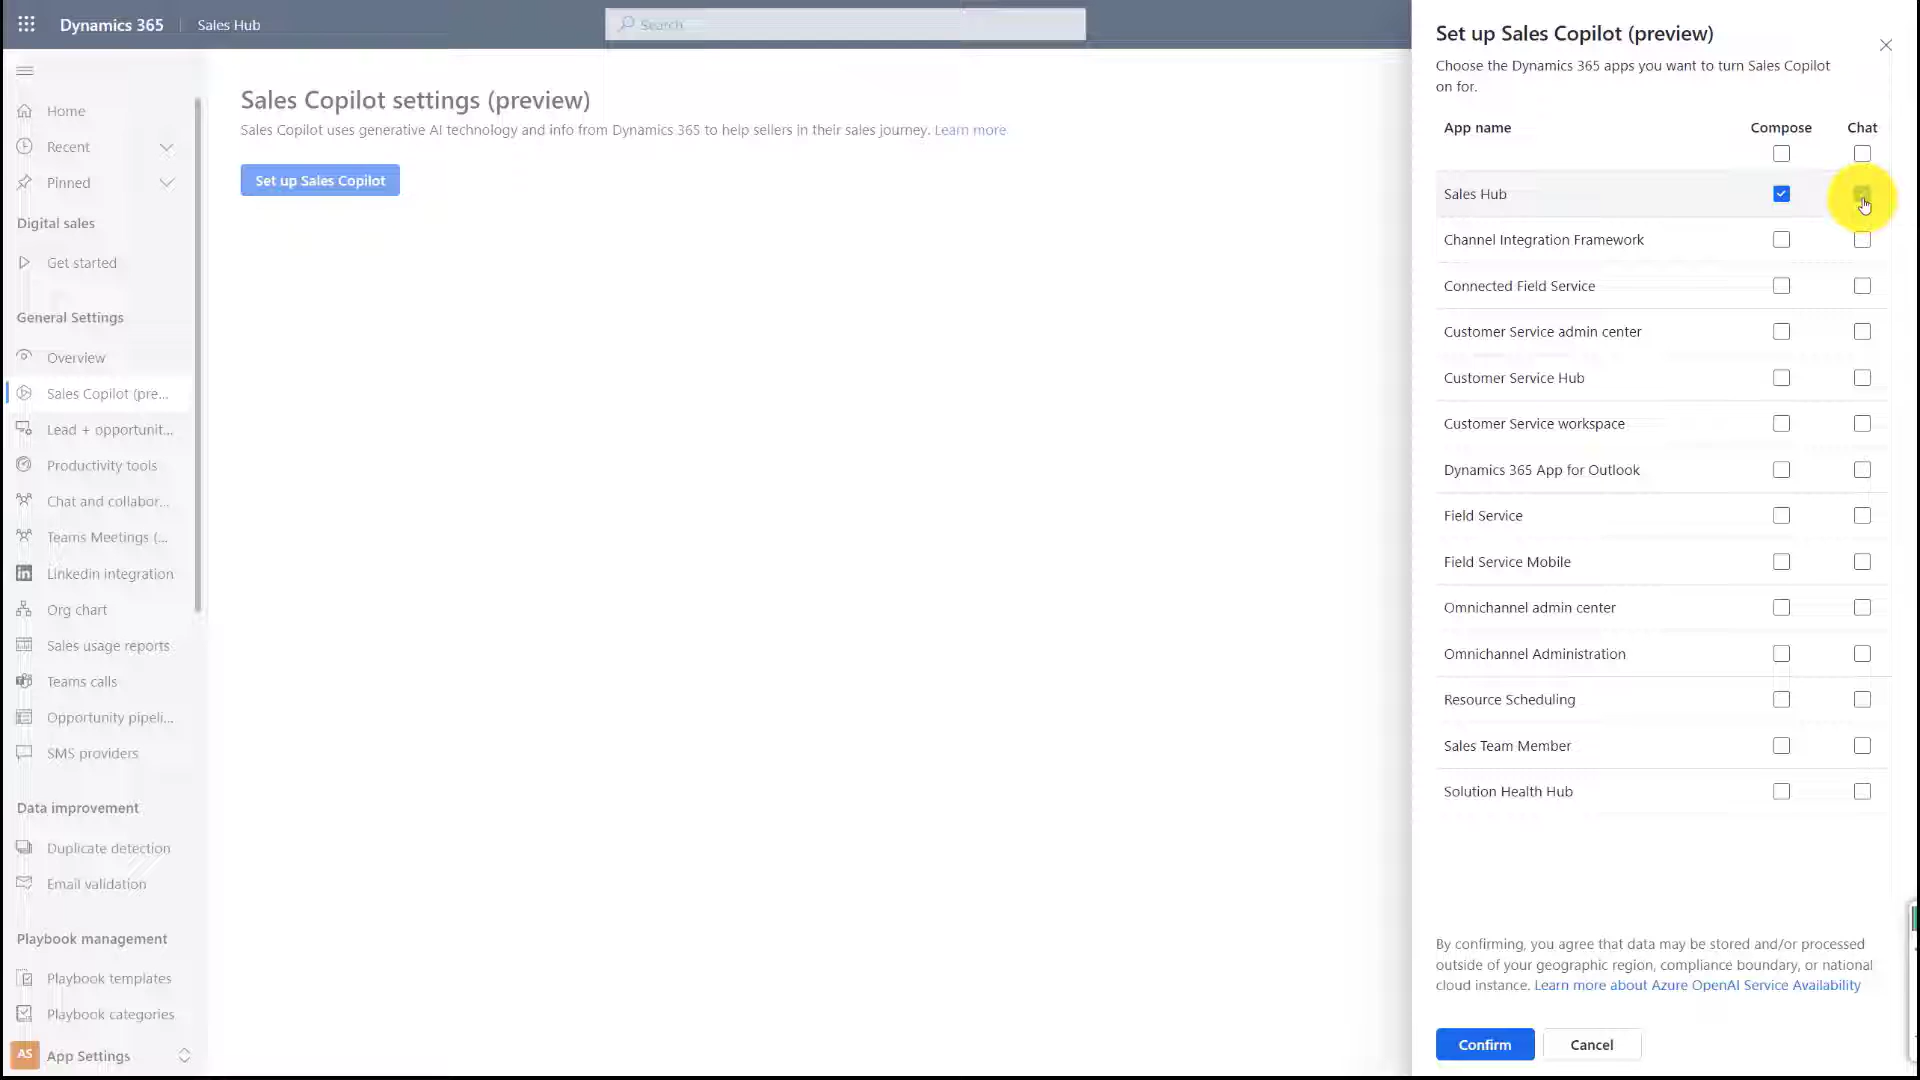 Dynamics 365
Sales Hub
Search
Home
Recent
Pinned
Digital sales
Get started
General Settings
Overview
Sales Copilot (pre...
Lead + opportunit...
Productivity tools
Chat and collabor...
Teams Meetings (...
LinkedIn integration
Org chart
Sales usage reports
Teams calls
Opportunity pipeli...
SMS providers
Data improvement
Duplicate detection
Email validation
Playbook management
Playbook templates
Playbook categories
AS App Settings
Sales Copilot settings (preview)
Sales Copilot uses generative AI technology and info from Dynamics 365 to help sellers in their sales journey. Learn more
Set up Sales Copilot
Set up Sales Copilot (preview)
Choose the Dynamics 365 apps you want to turn Sales Copilot
on for.
App name Compose Chat
Sales Hub
Channel Integration Framework
Connected Field Service
Customer Service admin center
Customer Service Hub
Customer Service workspace
Dynamics 365 App for Outlook
Field Service
Field Service Mobile
Omnichannel admin center
Omnichannel Administration
Resource Scheduling
Sales Team Member
Solution Health Hub
By confirming, you agree that data may be stored and/or processed
outside of your geographic region, compliance boundary, or national
cloud instance. Learn more about Azure OpenAI Service Availability
Confirm Cancel